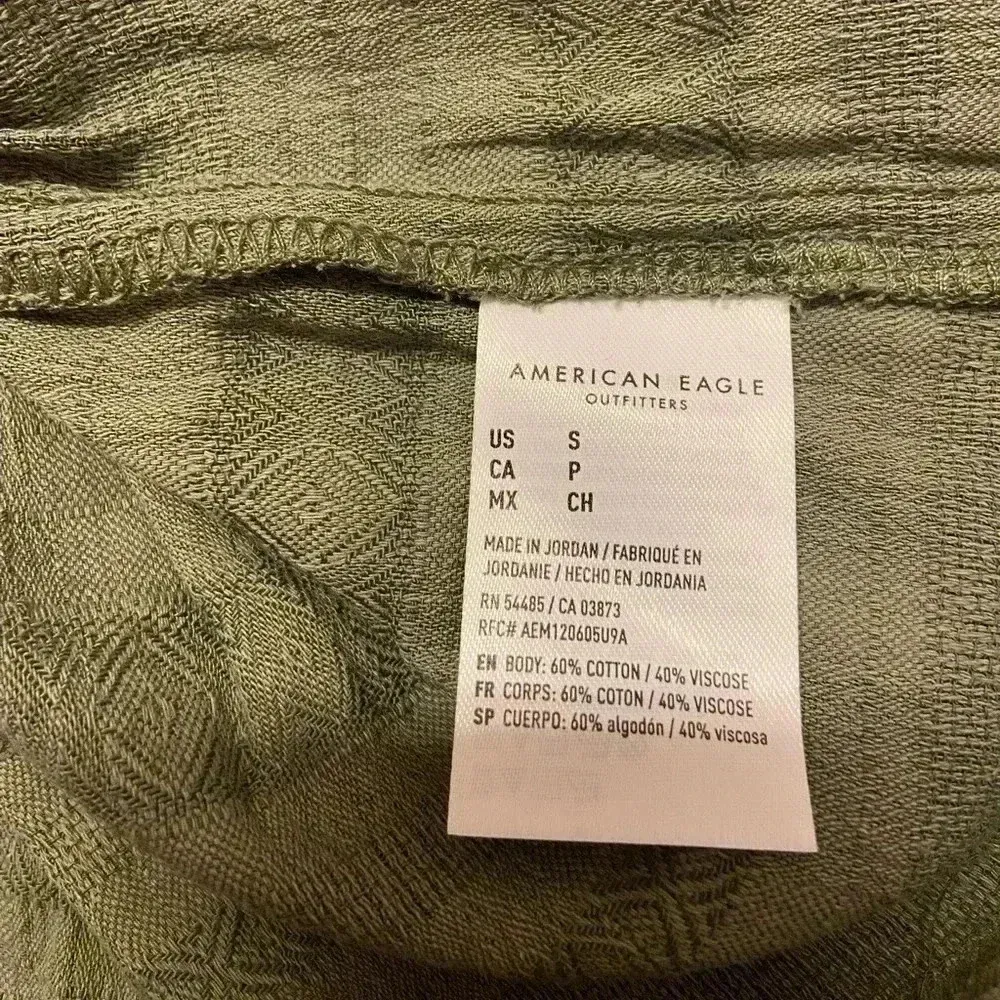 AMERICAN EAGLE
OUTFITTERS
US S
CA P
MX CH
MADE IN JORDAN / FABRIQUÉ EN
JORDANIE / HECHO EN JORDANIA
RN 54485 / CA 03873
RFC# AEM120605U9A
EN BODY: 60% COTTON / 40% VISCOSE
FR CORPS: 60% COTON / 40% VISCOSE
SP CUERPO: 60% algodón / 40% viscosa